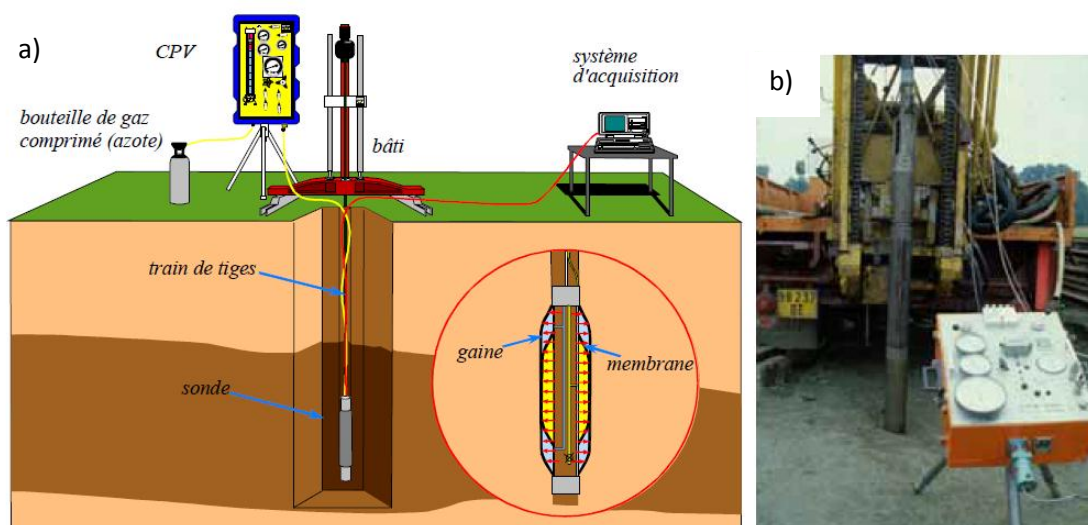 a)
CPV
bouteille de gaz
comprimé (azote)
bâti
système
d'acquisition
train de tiges
sonde
gaine
membrane
b)